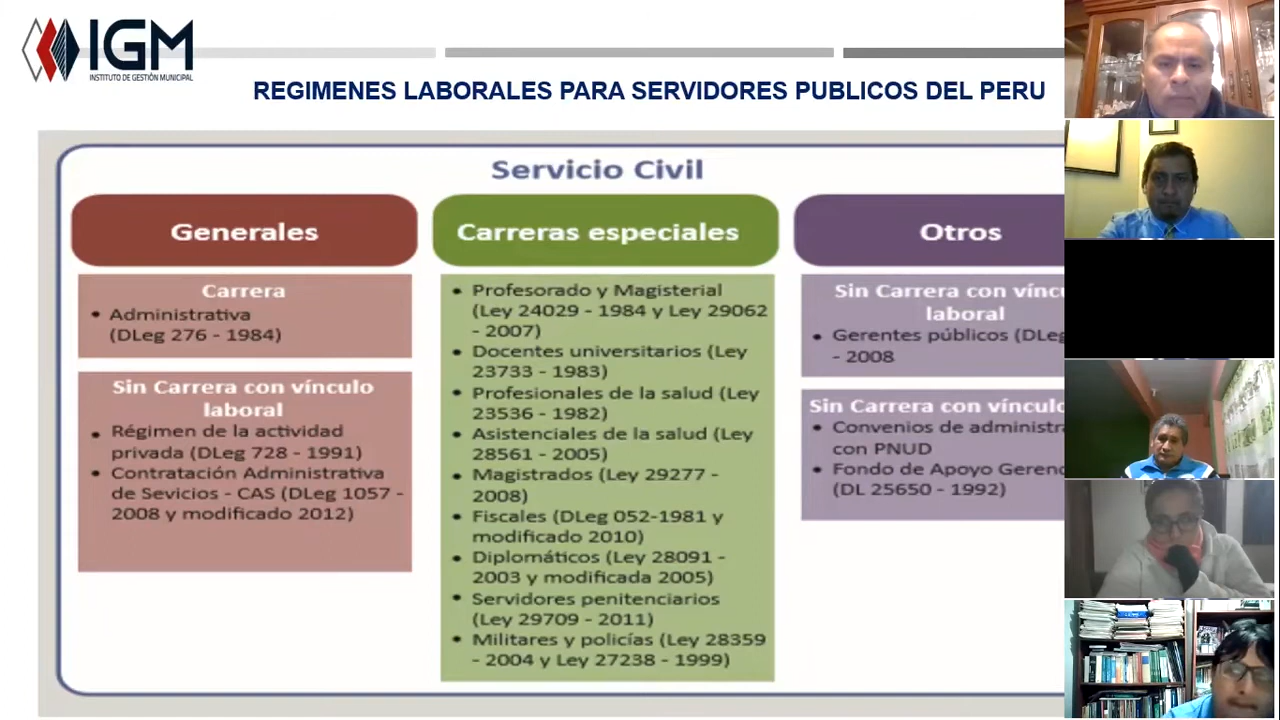 IGM
INSTITUTO DE GESTIÓN MUNICIPAL
REGIMENES LABORALES PARA SERVIDORES PUBLICOS DEL PERU
Servicio Civil
Generales
Carrera
• Administrativa
(DLeg 276 - 1984)
Sin Carrera con vínculo
laboral
• Régimen de la actividad
privada (DLeg 728 - 1991)
• Contratación Administrativa
de Sevicios - CAS (DLeg 1057 -
2008 y modificado 2012)
Carreras especiales
• Profesorado y Magisterial
(Ley 24029 - 1984 y Ley 29062
- 2007)
• Docentes universitarios (Ley
23733 - 1983)
• Profesionales de la salud (Ley
23536 - 1982)
• Asistenciales de la salud (Ley
28561 - 2005)
• Magistrados (Ley 29277 -
2008)
• Fiscales (DLeg 052-1981 y
modificado 2010)
• Diplomáticos (Ley 28091 -
2003 y modificada 2005)
• Servidores penitenciarios
(Ley 29709 - 2011)
• Militares y policías (Ley 28359
- 2004 y Ley 27238 - 1999)
Otros
Sin Carrera con víncu
laboral
• Gerentes públicos (DLeg
- 2008
Sin Carrera con vínculo
• Convenios de administra
con PNUD
• Fondo de Apoyo Gerenc
(DL 25650 - 1992)